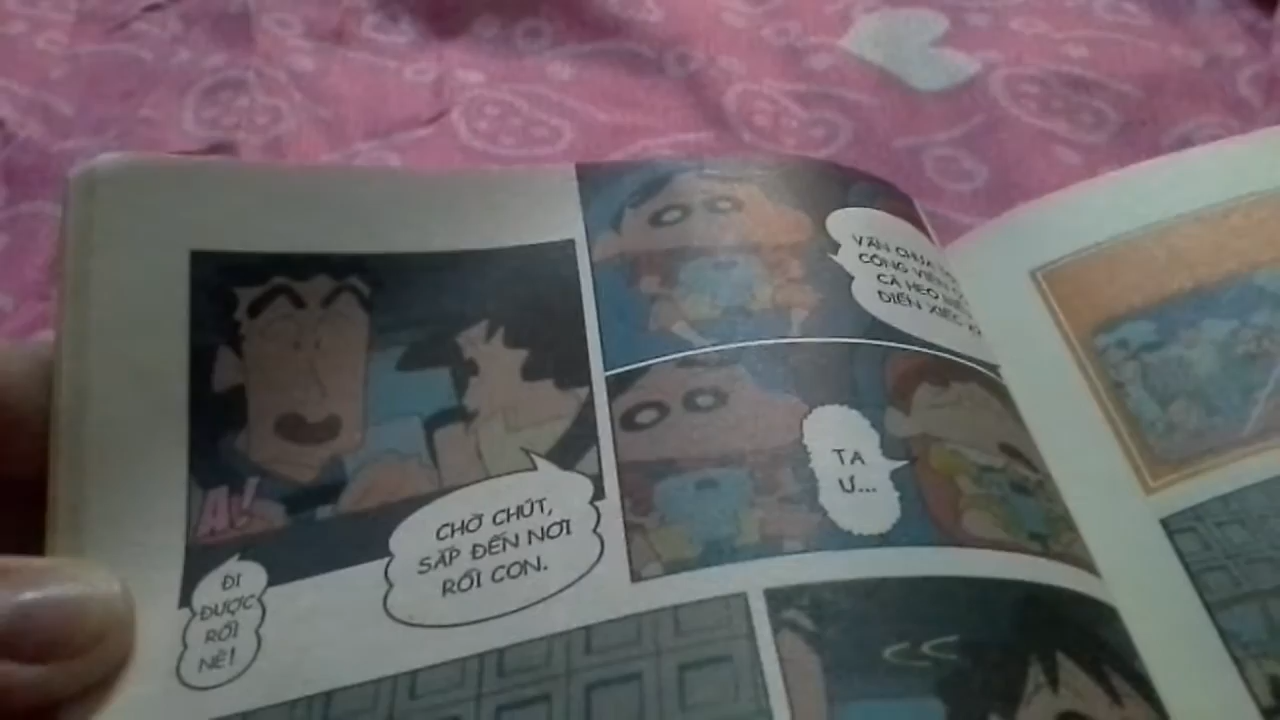 VẪN CHƯA
CÔNG VIÊN
CÁ HEO BIỂU
DIỄN XIẾC
TA
Ư...
CHỜ CHÚT,
SẮP ĐẾN NƠI
RỒI CON.
A!
ĐI
ĐƯỢC
RỒI
NÈ!